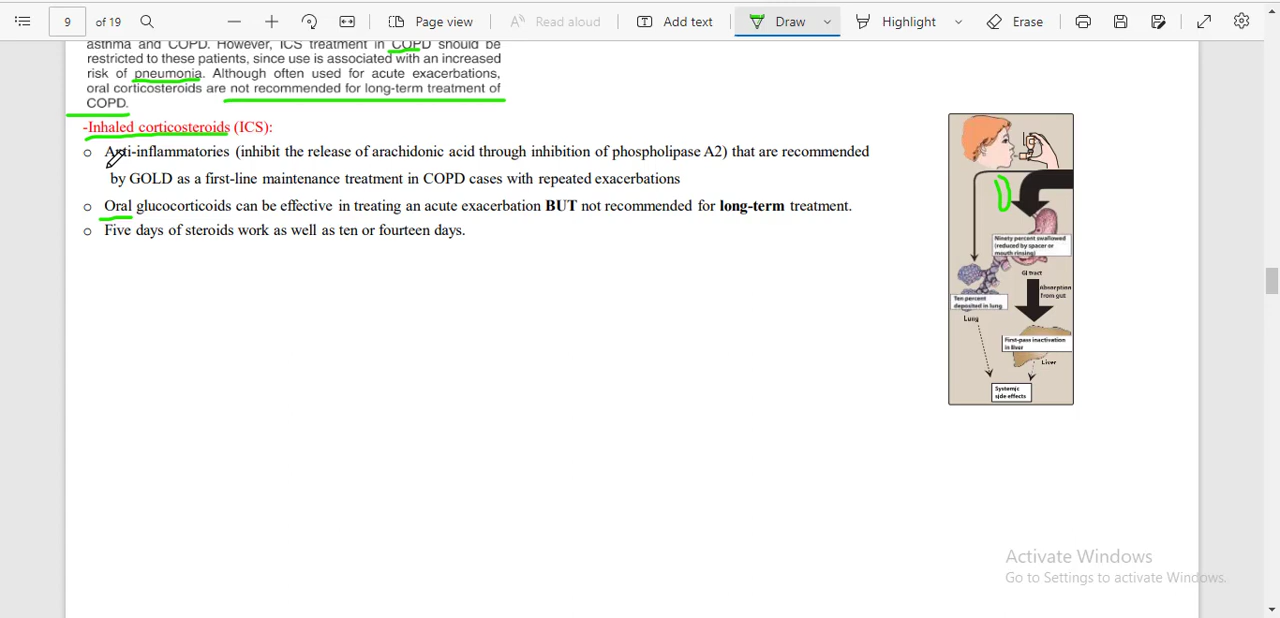 9 of 19 Page view Read aloud Add text Draw Highlight Erase
asthma and COPD. However, ICS treatment in COPD should be
restricted to these patients, since use is associated with an increased
risk of pneumonia. Although often used for acute exacerbations,
oral corticosteroids are not recommended for long-term treatment of
COPD.
-Inhaled corticosteroids (ICS):
o Anti-inflammatories (inhibit the release of arachidonic acid through inhibition of phospholipase A2) that are recommended
by GOLD as a first-line maintenance treatment in COPD cases with repeated exacerbations
o Oral glucocorticoids can be effective in treating an acute exacerbation BUT not recommended for long-term treatment.
o Five days of steroids work as well as ten or fourteen days.
Ninety percent swallowed
(reduced by spacer or
mouth rinsing)
GI tract
Absorption
from gut
Ten percent
deposited in lung
Lung
First-pass inactivation
in liver
Liver
Systemic
side effects
Activate Windows
Go to Settings to activate Windows.